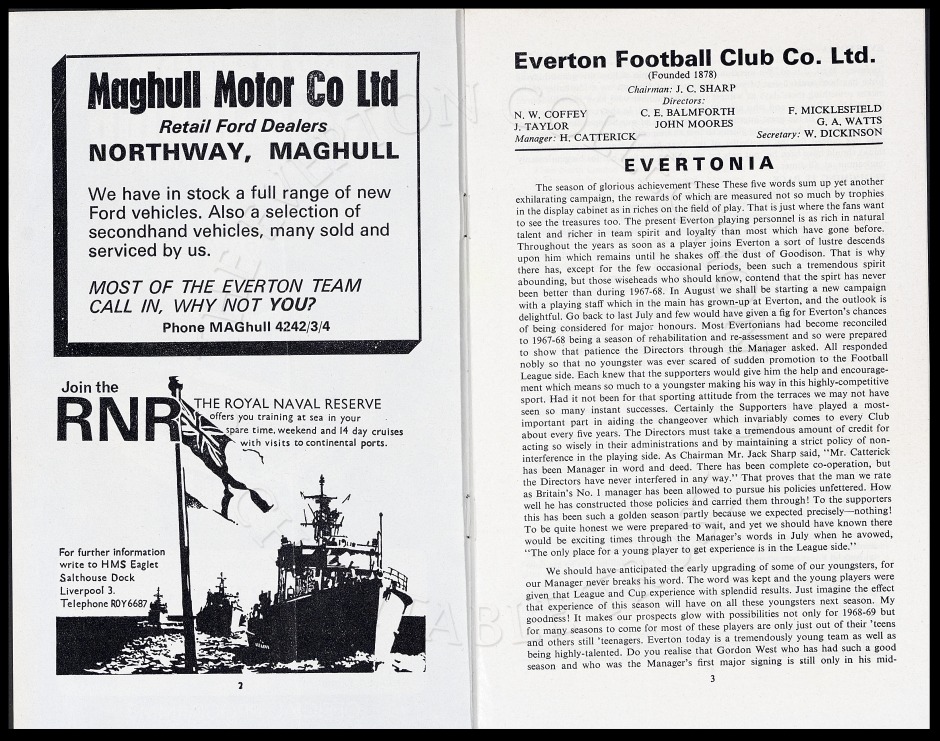 Maghull Motor Co Ltd
Retail Ford Dealers
NORTHWAY, MAGHULL
We have in stock a full range of new
Ford vehicles. Also a selection of
secondhand vehicles, many sold and
serviced by us.
MOST OF THE EVERTON TEAM
CALL IN, WHY NOT YOU?
Phone MAGhull 4242/3/4
Join the
RNR
THE ROYAL NAVAL RESERVE
offers you training at sea in your
spare time, weekend and 14 day cruises
with visits to continental ports.
For further information
write to HMS Eaglet
Salthouse Dock
Liverpool 3.
Telephone ROY6687
2
Everton Football Club Co. Ltd.
(Founded 1878)
Chairman: J. C. SHARP
Directors:
N. W. COFFEY C. E. BALMFORTH F. MICKLESFIELD
J. TAYLOR JOHN MOORES G. A. WATTS
Manager: H. CATTERICK Secretary: W. DICKINSON
EVERTONIA
The season of glorious achievement These These five words sum up yet another
exhilarating campaign, the rewards of which are measured not so much by trophies
in the display cabinet as in riches on the field of play. That is just where the fans want
to see the treasures too. The present Everton playing personnel is as rich in natural
talent and richer in team spirit and loyalty than most which have gone before.
Throughout the years as soon as a player joins Everton a sort of lustre descends
upon him which remains until he shakes off the dust of Goodison. That is why
there has, except for the few occasional periods, been such a tremendous spirit
abounding, but those wiseheads who should know, contend that the spirt has never
been better than during 1967-68. In August we shall be starting a new campaign
with a playing staff which in the main has grown-up at Everton, and the outlook is
delightful. Go back to last July and few would have given a fig for Everton's chances
of being considered for major honours. Most Evertonians had become reconciled
to 1967-68 being a season of rehabilitation and re-assessment and so were prepared
to show that patience the Directors through the Manager asked. All responded
nobly so that no youngster was ever scared of sudden promotion to the Football
League side. Each knew that the supporters would give him the help and encourage-
ment which means so much to a youngster making his way in this highly-competitive
sport. Had it not been for that sporting attitude from the terraces we may not have
seen so many instant successes. Certainly the Supporters have played a most-
important part in aiding the changeover which invariably comes to every Club
about every five years. The Directors must take a tremendous amount of credit for
acting so wisely in their administrations and by maintaining a strict policy of non-
interference in the playing side. As Chairman Mr. Jack Sharp said, "Mr. Catterick
has been Manager in word and deed. There has been complete co-operation, but
the Directors have never interfered in any way." That proves that the man we rate
as Britain's No. 1 manager has been allowed to pursue his policies unfettered. How
well he has constructed those policies and carried them through! To the supporters
this has been such a golden season partly because we expected precisely—nothing!
To be quite honest we were prepared to wait, and yet we should have known there
would be exciting times through the Manager's words in July when he avowed,
"The only place for a young player to get experience is in the League side."
We should have anticipated the early upgrading of some of our youngsters, for
our Manager never breaks his word. The word was kept and the young players were
given that League and Cup experience with splendid results. Just imagine the effect
that experience of this season will have on all these youngsters next season. My
goodness! It makes our prospects glow with possibilities not only for 1968-69 but
for many seasons to come for most of these players are only just out of their 'teens
and others still 'teenagers. Everton today is a tremendously young team as well as
being highly-talented. Do you realise that Gordon West who has had such a good
season and who was the Manager's first major signing is still only in his mid-
3